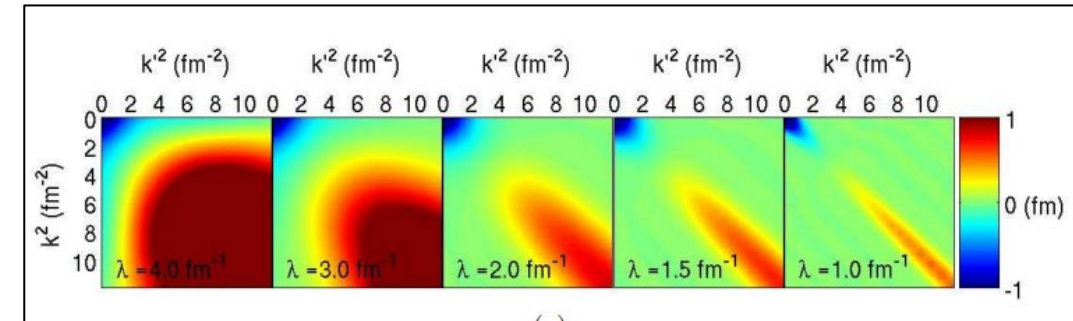 k'² (fm⁻²) k'² (fm⁻²) k'² (fm⁻²) k'² (fm⁻²) k'² (fm⁻²)
0 2 4 6 8 10 0 2 4 6 8 10 0 2 4 6 8 10 0 2 4 6 8 10 0 2 4 6 8 10
k² (fm⁻²)
0
2
4
6
8
10
λ =4.0 fm⁻¹ λ =3.0 fm⁻¹ λ =2.0 fm⁻¹ λ =1.5 fm⁻¹ λ =1.0 fm⁻¹
1
0 (fm)
-1